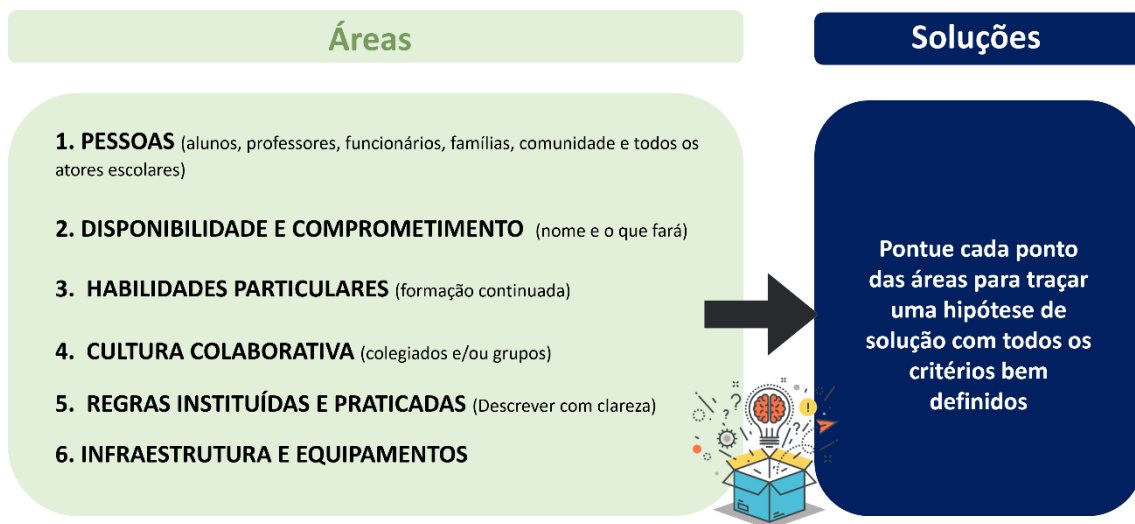 Áreas
Soluções
1. PESSOAS (alunos, professores, funcionários, famílias, comunidade e todos os
atores escolares)
2. DISPONIBILIDADE E COMPROMETIMENTO (nome e o que fará)
3. HABILIDADES PARTICULARES (formação continuada)
4. CULTURA COLABORATIVA (colegiados e/ou grupos)
5. REGRAS INSTITUÍDAS E PRATICADAS (Descrever com clareza)
6. INFRAESTRUTURA E EQUIPAMENTOS
Pontue cada ponto
das áreas para traçar
uma hipótese de
solução com todos os
critérios bem
definidos